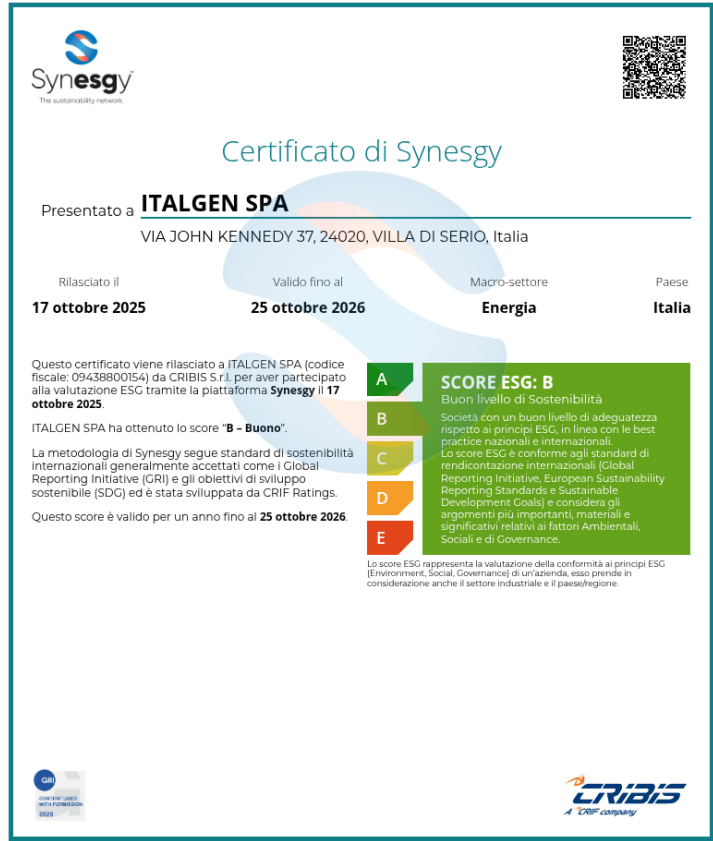 Synesgy
The sustainability network.
Certificato di Synesgy
Presentato a ITALGEN SPA
VIA JOHN KENNEDY 37, 24020, VILLA DI SERIO, Italia
Rilasciato il
17 ottobre 2025
Valido fino al
25 ottobre 2026
Macro-settore
Energia
Paese
Italia
Questo certificato viene rilasciato a ITALGEN SPA (codice
fiscale: 09438800154) da CRIBIS S.r.l. per aver partecipato
alla valutazione ESG tramite la piattaforma Synesgy il 17
ottobre 2025.
ITALGEN SPA ha ottenuto lo score “B – Buono”.
La metodologia di Synesgy segue standard di sostenibilità
internazionali generalmente accettati come i Global
Reporting Initiative (GRI) e gli obiettivi di sviluppo
sostenibile (SDG) ed è stata sviluppata da CRIF Ratings.
Questo score è valido per un anno fino al 25 ottobre 2026.
A
B
C
D
E
SCORE ESG: B
Buon livello di Sostenibilità
Società con un buon livello di adeguatezza
rispetto ai principi ESG, in linea con le best
practice nazionali e internazionali.
Lo score ESG è conforme agli standard di
rendicontazione internazionali (Global
Reporting Initiative, European Sustainability
Reporting Standards e Sustainable
Development Goals) e considera gli
argomenti più importanti, materiali e
significativi relativi ai fattori Ambientali,
Sociali e di Governance.
Lo score ESG rappresenta la valutazione della conformità ai principi ESG
(Environment, Social, Governance) di un'azienda, esso prende in
considerazione anche il settore industriale e il paese/regione.
GRI
CONTENT USED
WITH PERMISSION
2025
CRIBIS
A CRIF company